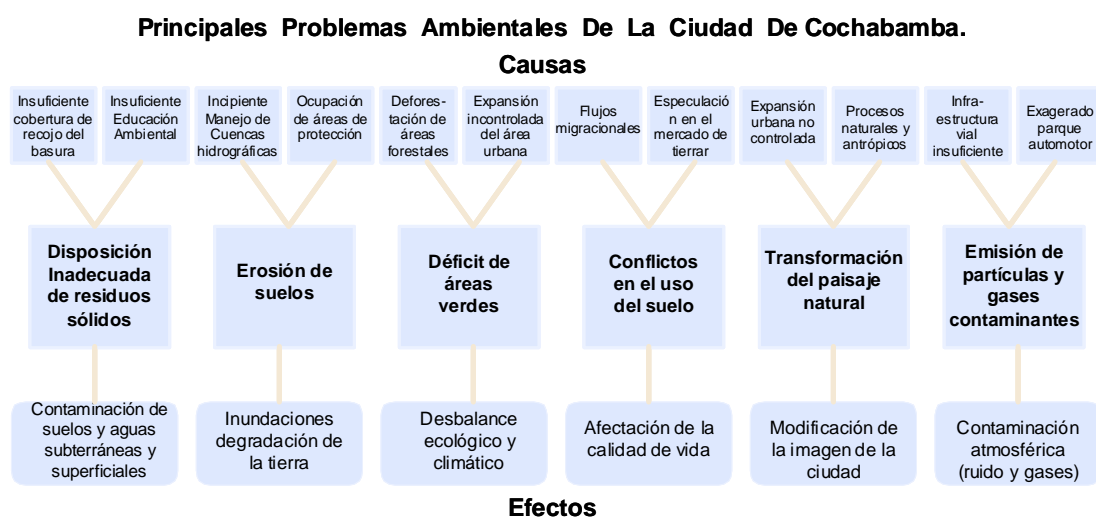 Principales Problemas Ambientales De La Ciudad De Cochabamba.
Causas
Insuficiente
cobertura de
recojo del
basura
Insuficiente
Educación
Ambiental
Incipiente
Manejo de
Cuencas
hidrográficas
Ocupación
de áreas de
protección
Defores-
tación de
áreas
forestales
Expansión
incontrolada
del área
urbana
Flujos
migracionales
Especulació
n en el
mercado de
tierrar
Expansión
urbana no
controlada
Procesos
naturales y
antrópicos
Infra-
estructura
vial
insuficiente
Exagerado
parque
automotor
Disposición
Inadecuada
de residuos
sólidos
Erosión de
suelos
Déficit de
áreas
verdes
Conflictos
en el uso
del suelo
Transformación
del paisaje
natural
Emisión de
partículas y
gases
contaminantes
Contaminación de
suelos y aguas
subterráneas y
superficiales
Inundaciones
degradación de
la tierra
Desbalance
ecológico y
climático
Afectación de la
calidad de vida
Modificación de
la imagen de la
ciudad
Contaminación
atmosférica
(ruido y gases)
Efectos